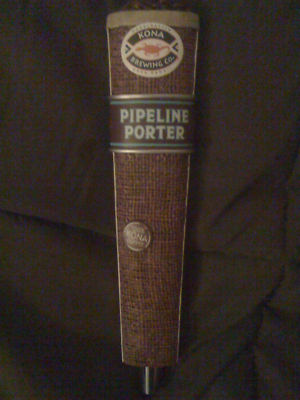 KONA
BREWING CO.
PIPELINE
PORTER
KONA